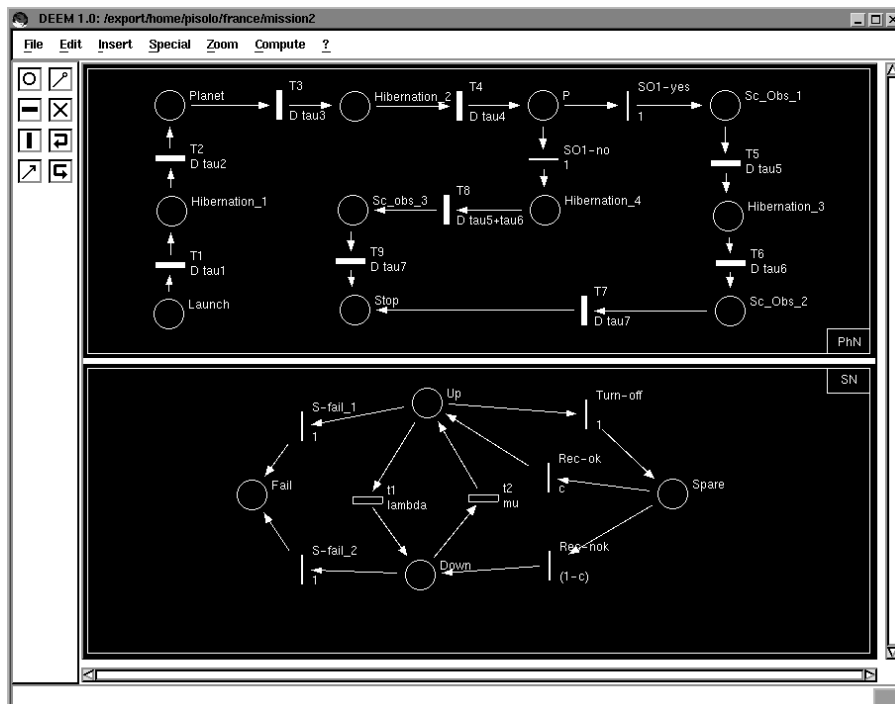 DEEM 1.0: /export/home/pisolo/france/mission2
File Edit Insert Special Zoom Compute ?
Planet
T3
D tau3
Hibernation_2
T4
D tau4
P
SO1-yes
1
Sc_Obs_1
T2
D tau2
SO1-no
1
T5
D tau5
Hibernation_1
Sc_obs_3
T8
D tau5+tau6
Hibernation_4
Hibernation_3
T1
D tau1
T9
D tau7
T6
D tau6
Launch
Stop
T7
D tau7
Sc_Obs_2
PhN
SN
Up
Turn-off
1
S-fail_1
1
Rec-ok
c
Fail
t1
lambda
t2
mu
Spare
S-fail_2
1
Down
Rec-nok
(1-c)